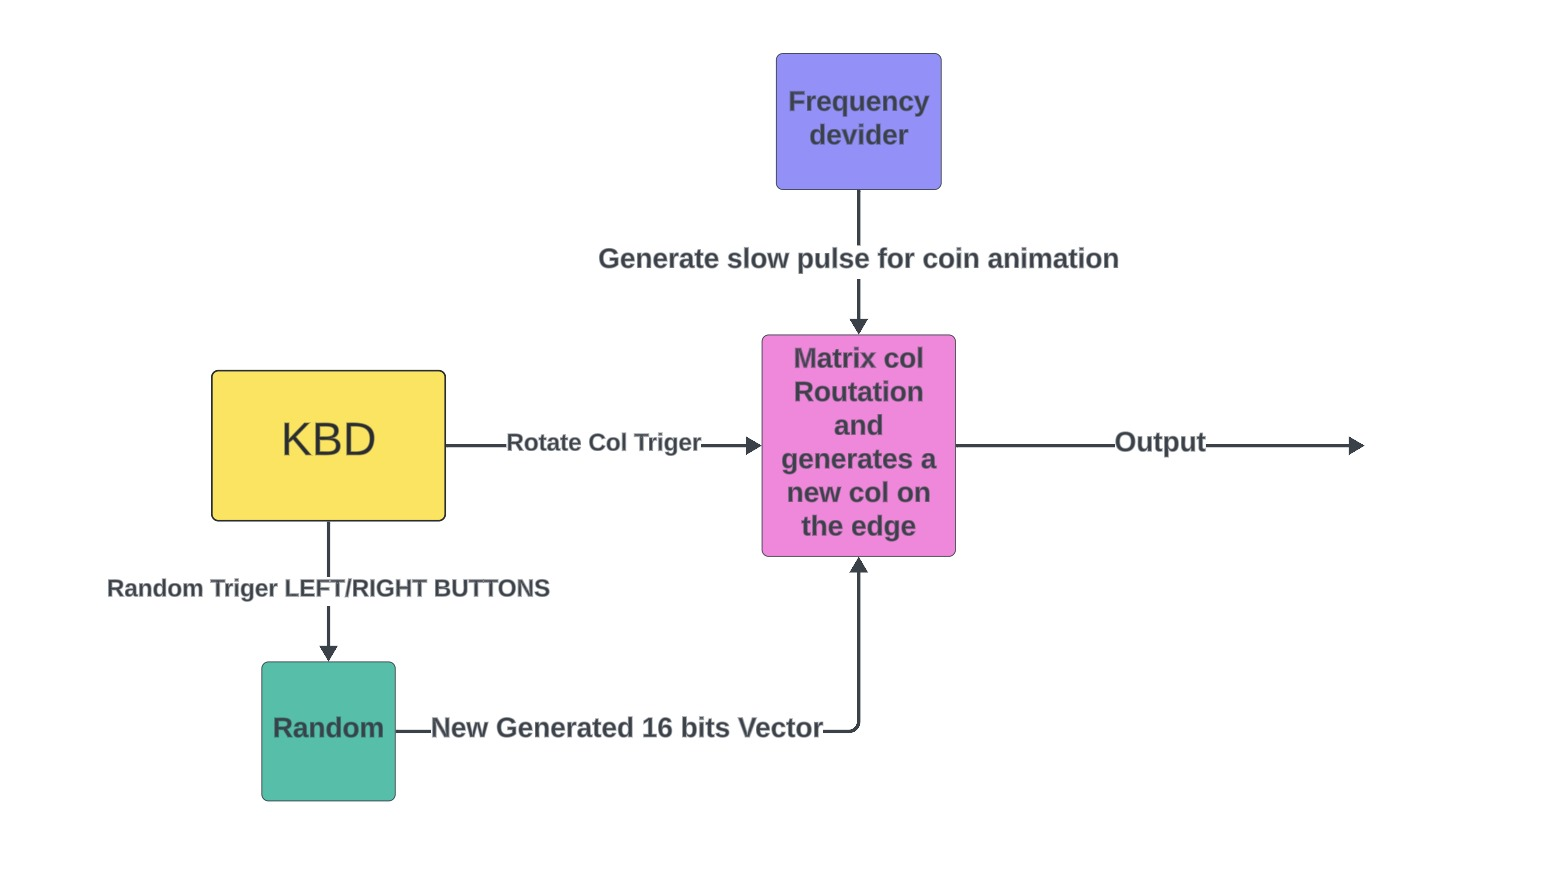 Frequency
devider
Generate slow pulse for coin animation
Matrix col
Routation
and
generates a
new col on
the edge
KBD
Rotate Col Triger
Output
Random Triger LEFT/RIGHT BUTTONS
Random
New Generated 16 bits Vector